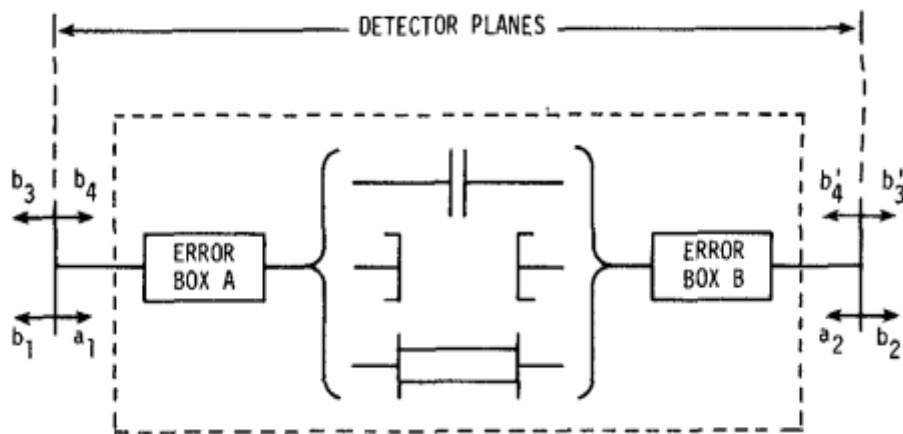 DETECTOR PLANES
b3 b4
b4' b3'
ERROR
BOX A
ERROR
BOX B
b1 a1
a2 b2